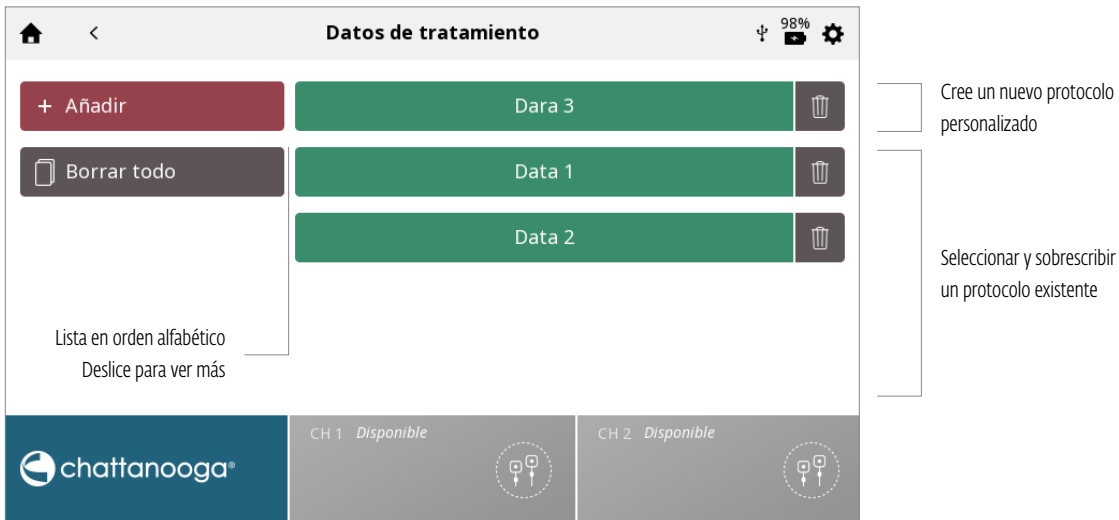 Datos de tratamiento
98%
+ Añadir
Dara 3
Cree un nuevo protocolo
personalizado
Borrar todo
Data 1
Data 2
Seleccionar y sobrescribir
un protocolo existente
Lista en orden alfabético
Deslice para ver más
chattanooga®
CH 1 Disponible
CH 2 Disponible